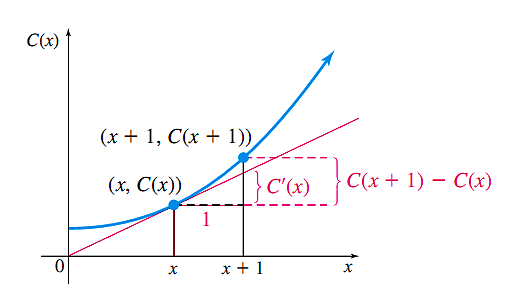 C(x)
(x + 1, C(x + 1))
(x, C(x))
C′(x)
C(x + 1) − C(x)
1
0
x
x + 1
x